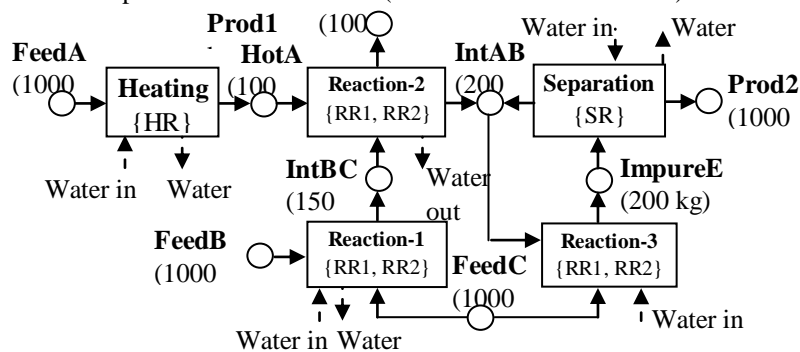 Prod1
(100
Water in
Water
FeedA
(1000
HotA
(100
IntAB
(200
Heating
{HR}
Reaction-2
{RR1, RR2}
Separation
{SR}
Prod2
(1000
Water in
Water
IntBC
(150
Water
out
ImpureE
(200 kg)
FeedB
(1000
Reaction-1
{RR1, RR2}
FeedC
(1000
Reaction-3
{RR1, RR2}
Water in
Water
Water in